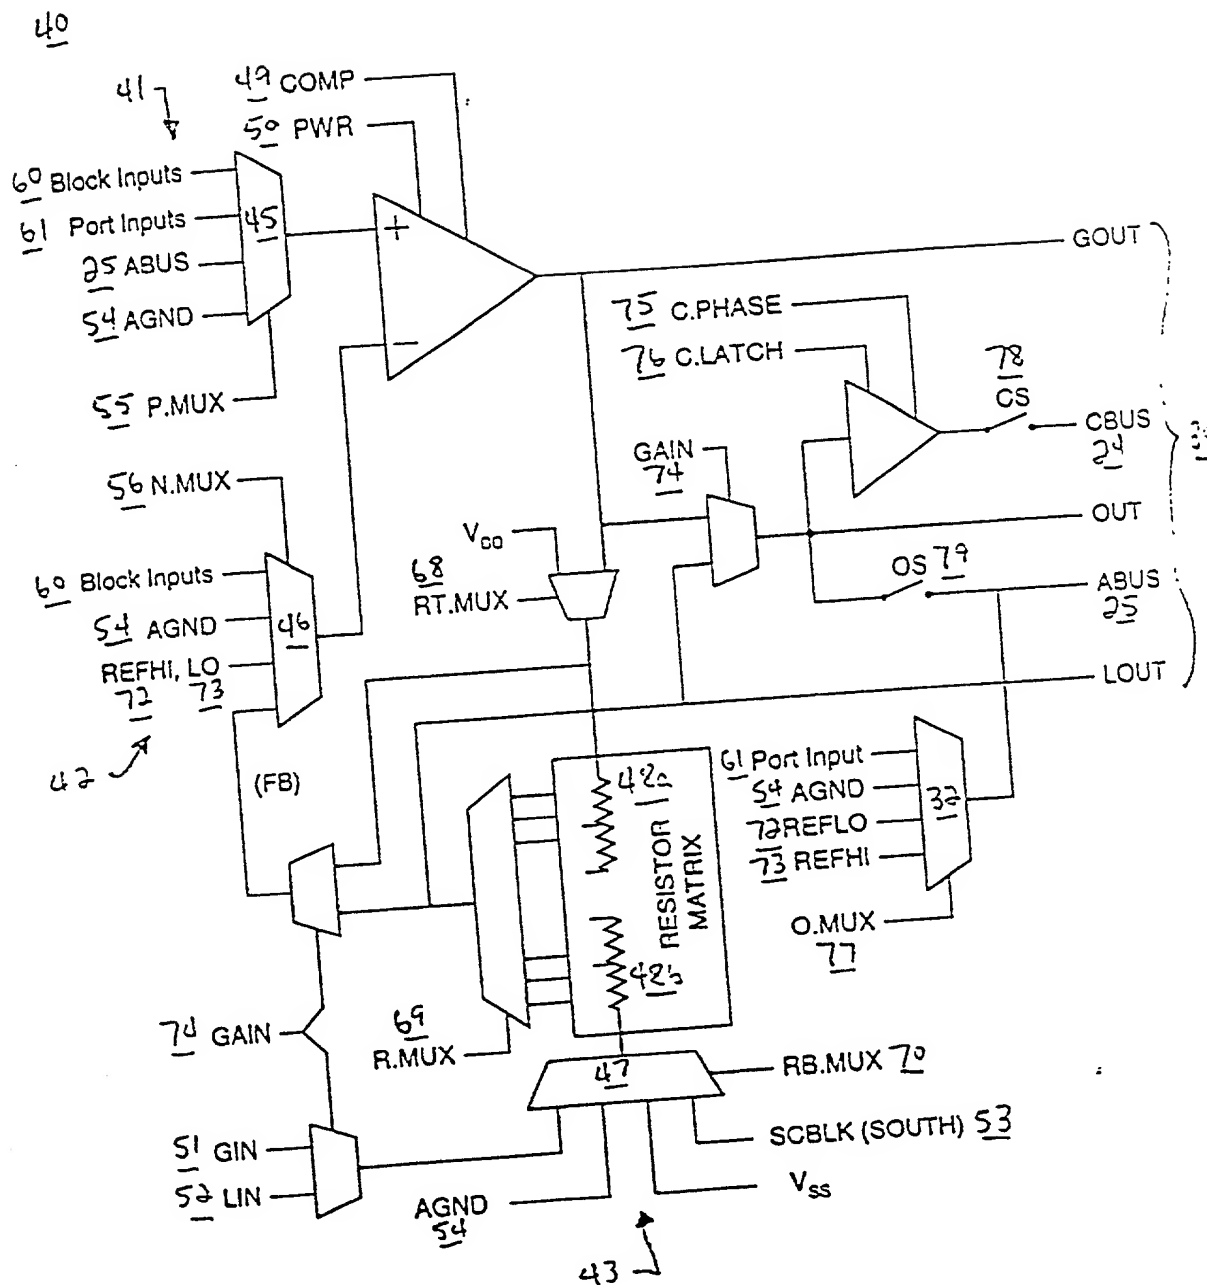 40
41
49 COMP
50 PWR
60 Block Inputs
61 Port Inputs
25 ABUS
54 AGND
45
+
−
55 P.MUX
56 N.MUX
60 Block Inputs
54 AGND
REFHI, LO
72 73
46
42
(FB)
GOUT
75 C.PHASE
76 C.LATCH
78
CS
CBUS
24
GAIN
74
OUT
OS 79
ABUS
25
LOUT
68
RT.MUX
61 Port Input
54 AGND
72 REFLO
73 REFHI
32
O.MUX
77
42a
RESISTOR
MATRIX
42b
74 GAIN
69
R.MUX
47
RB.MUX 70
51 GIN
52 LIN
SCBLK (SOUTH) 53
AGND
54
VSS
43